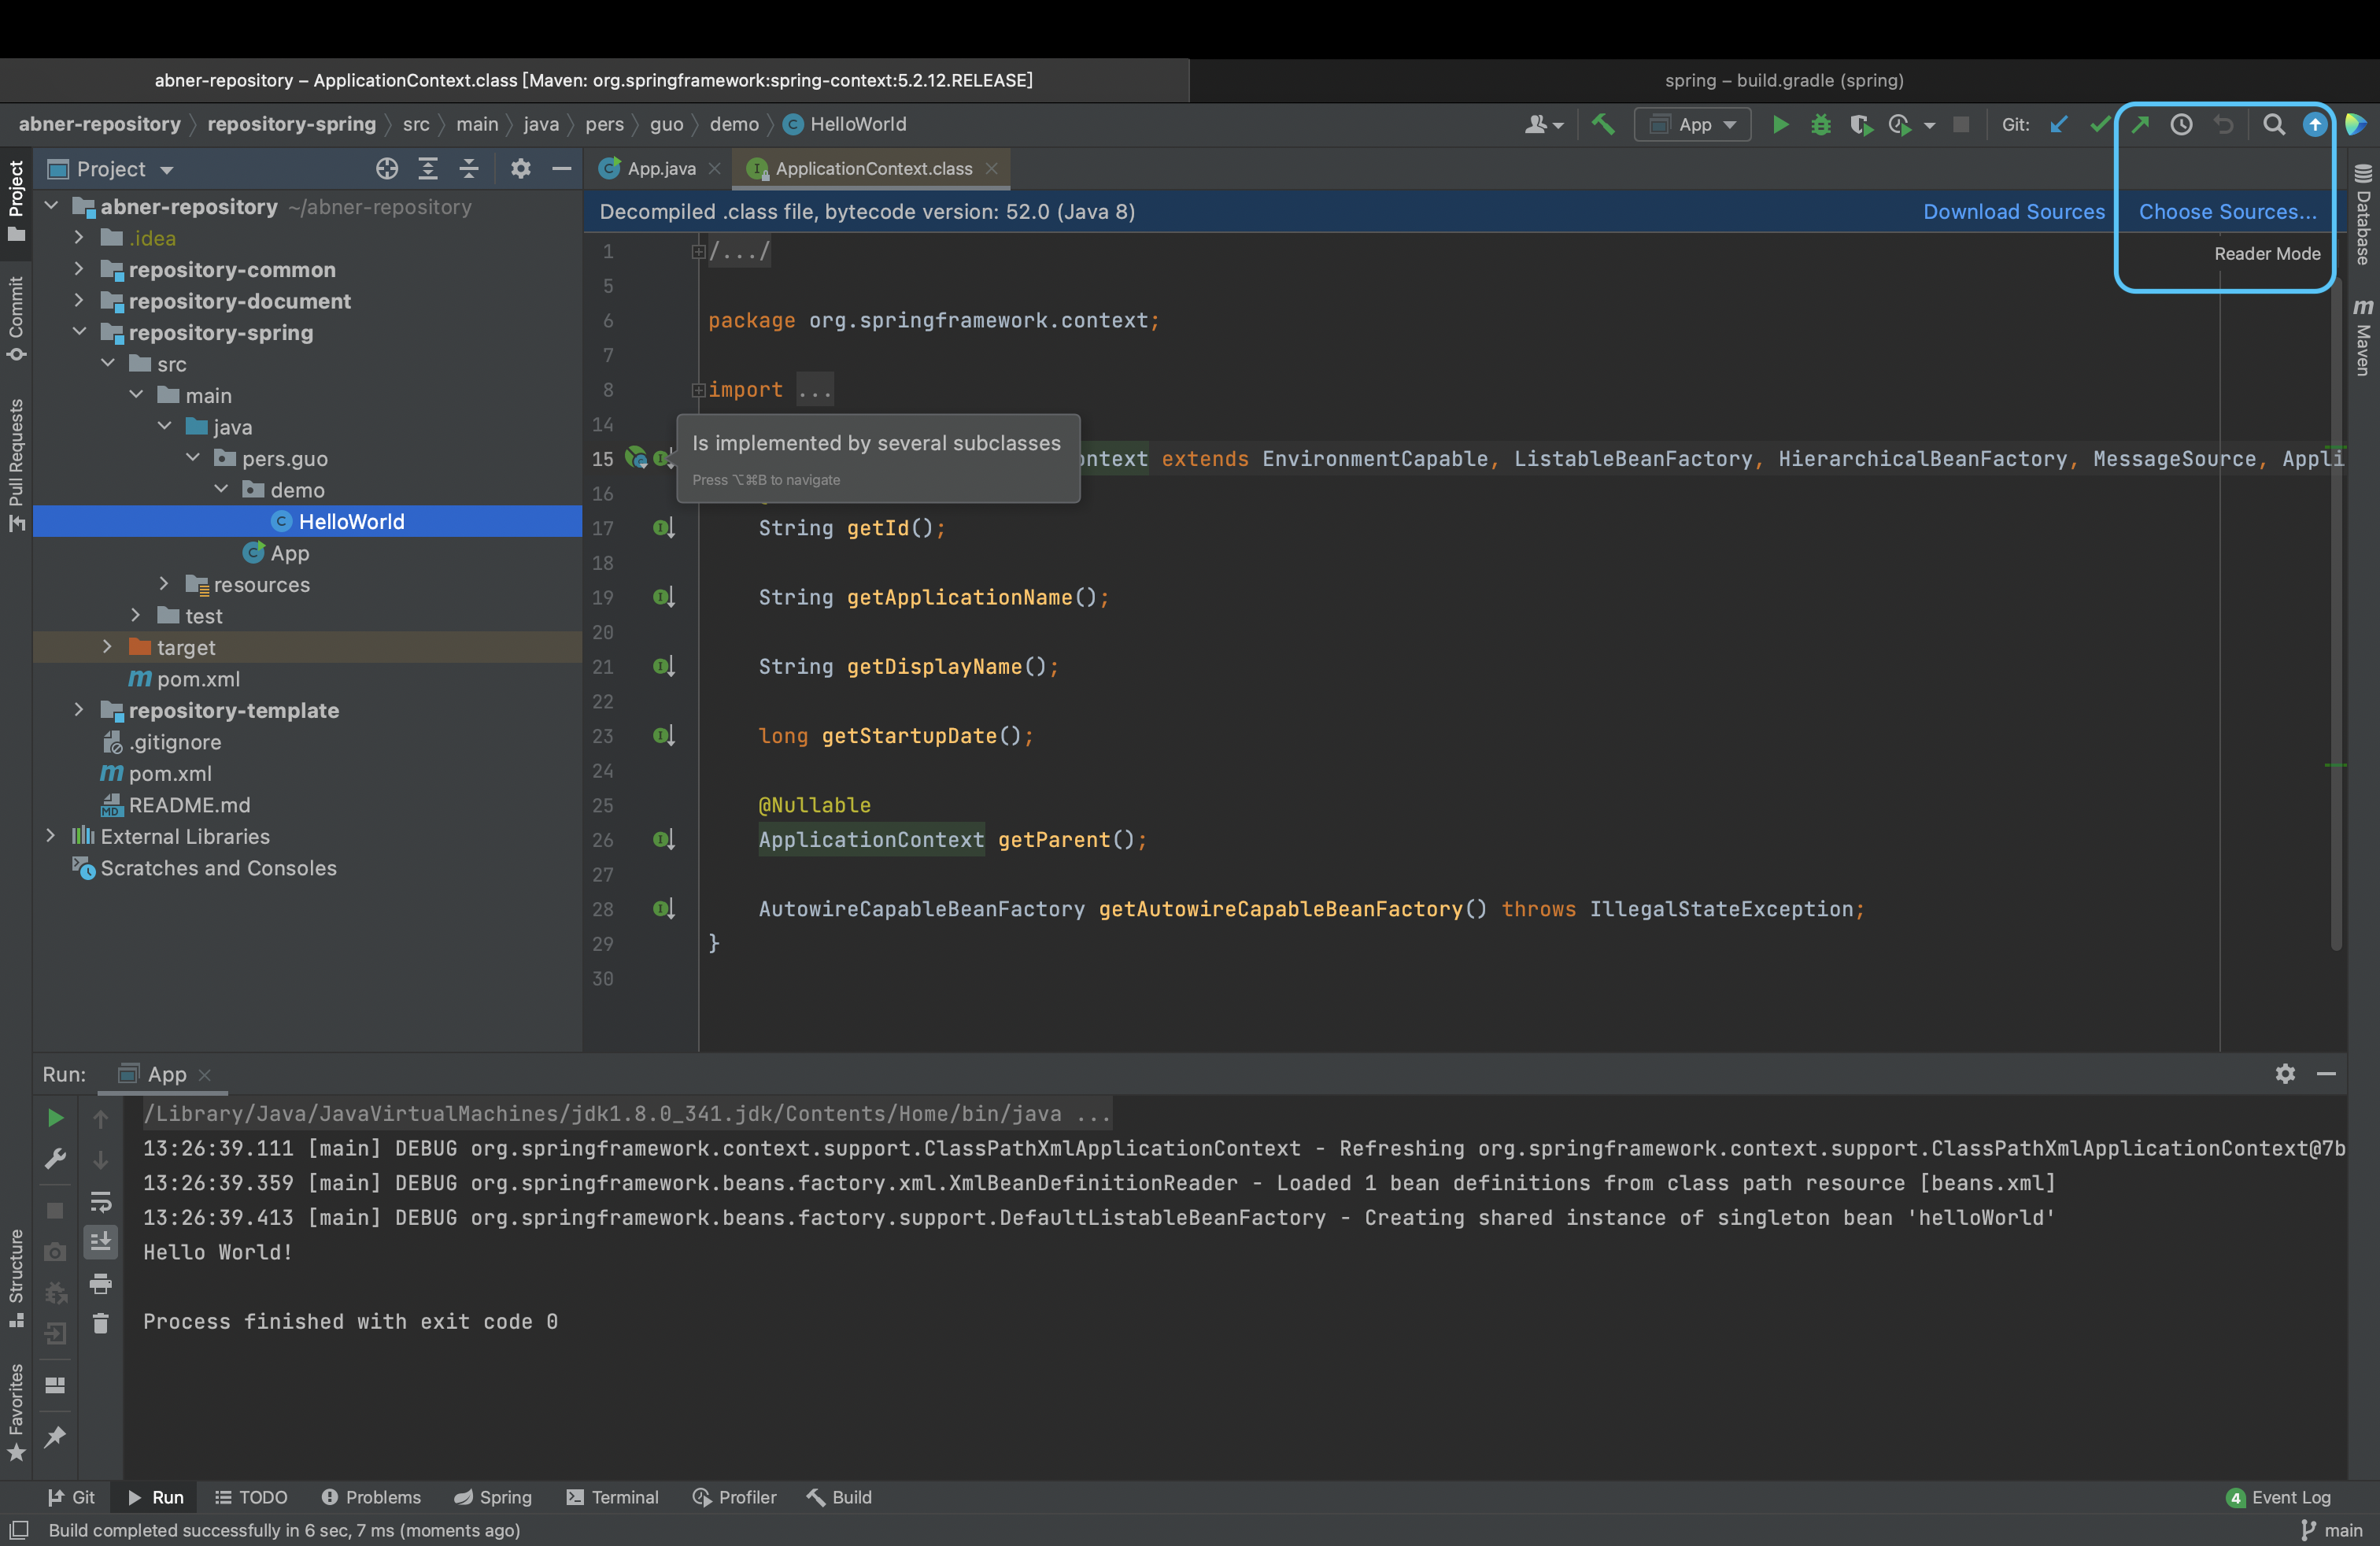 abner-repository – ApplicationContext.class [Maven: org.springframework:spring-context:5.2.12.RELEASE]
spring – build.gradle (spring)
abner-repository
repository-spring
src
main
java
pers
guo
demo
HelloWorld
App
Git:
Project
App.java
ApplicationContext.class
Decompiled .class file, bytecode version: 52.0 (Java 8)
Download Sources
Choose Sources...
Reader Mode
Project
Commit
Pull Requests
Structure
Favorites
Database
m Maven
abner-repository ~/abner-repository
.idea
repository-common
repository-document
repository-spring
src
main
java
pers.guo
demo
HelloWorld
App
resources
test
target
pom.xml
repository-template
.gitignore
pom.xml
README.md
External Libraries
Scratches and Consoles
1 /.../
5
6 package org.springframework.context;
7
8 import ...
14
15 ontext extends EnvironmentCapable, ListableBeanFactory, HierarchicalBeanFactory, MessageSource, Appli
Is implemented by several subclasses
Press ⌥⌘B to navigate
16
17 String getId();
18
19 String getApplicationName();
20
21 String getDisplayName();
22
23 long getStartupDate();
24
25 @Nullable
26 ApplicationContext getParent();
27
28 AutowireCapableBeanFactory getAutowireCapableBeanFactory() throws IllegalStateException;
29 }
30
Run: App
/Library/Java/JavaVirtualMachines/jdk1.8.0_341.jdk/Contents/Home/bin/java ...
13:26:39.111 [main] DEBUG org.springframework.context.support.ClassPathXmlApplicationContext - Refreshing org.springframework.context.support.ClassPathXmlApplicationContext@7b
13:26:39.359 [main] DEBUG org.springframework.beans.factory.xml.XmlBeanDefinitionReader - Loaded 1 bean definitions from class path resource [beans.xml]
13:26:39.413 [main] DEBUG org.springframework.beans.factory.support.DefaultListableBeanFactory - Creating shared instance of singleton bean 'helloWorld'
Hello World!
Process finished with exit code 0
Git
Run
TODO
Problems
Spring
Terminal
Profiler
Build
4 Event Log
Build completed successfully in 6 sec, 7 ms (moments ago)
main